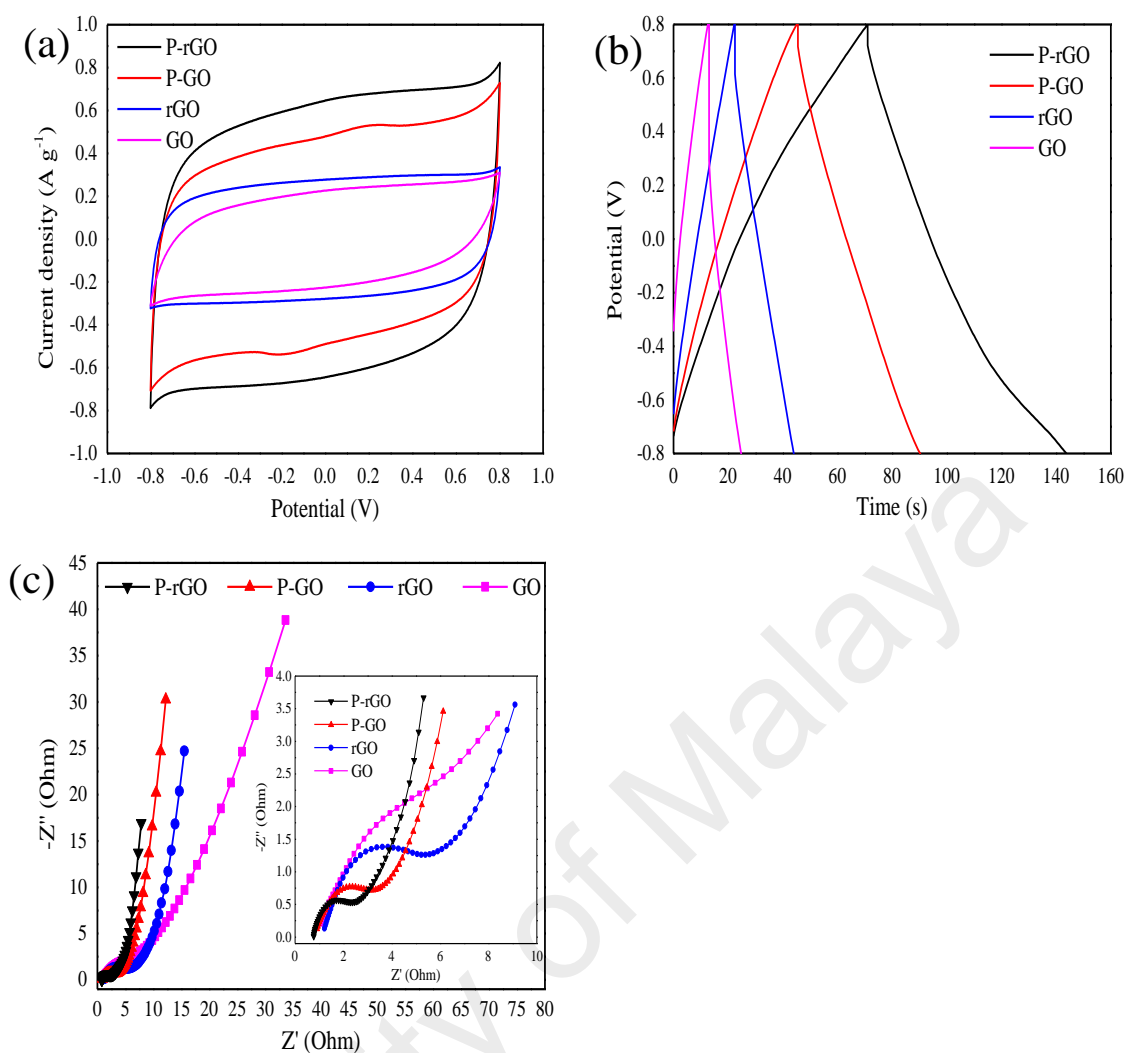 (a)
P-rGO
P-GO
rGO
GO
1.0
0.8
0.6
0.4
0.2
0.0
-0.2
-0.4
-0.6
-0.8
-1.0
Current density (A g⁻¹)
-1.0 -0.8 -0.6 -0.4 -0.2 0.0 0.2 0.4 0.6 0.8 1.0
Potential (V)
(b)
P-rGO
P-GO
rGO
GO
0.8
0.6
0.4
0.2
0.0
-0.2
-0.4
-0.6
-0.8
Potential (V)
0 20 40 60 80 100 120 140 160
Time (s)
(c)
P-rGO P-GO rGO GO
45
40
35
30
25
20
15
10
5
0
-Z'' (Ohm)
0 5 10 15 20 25 30 35 40 45 50 55 60 65 70 75 80
Z' (Ohm)
P-rGO
P-GO
rGO
GO
4.0
3.5
3.0
2.5
2.0
1.5
1.0
0.5
0.0
-Z'' (Ohm)
0 2 4 6 8 10
Z' (Ohm)
ity of Malaya